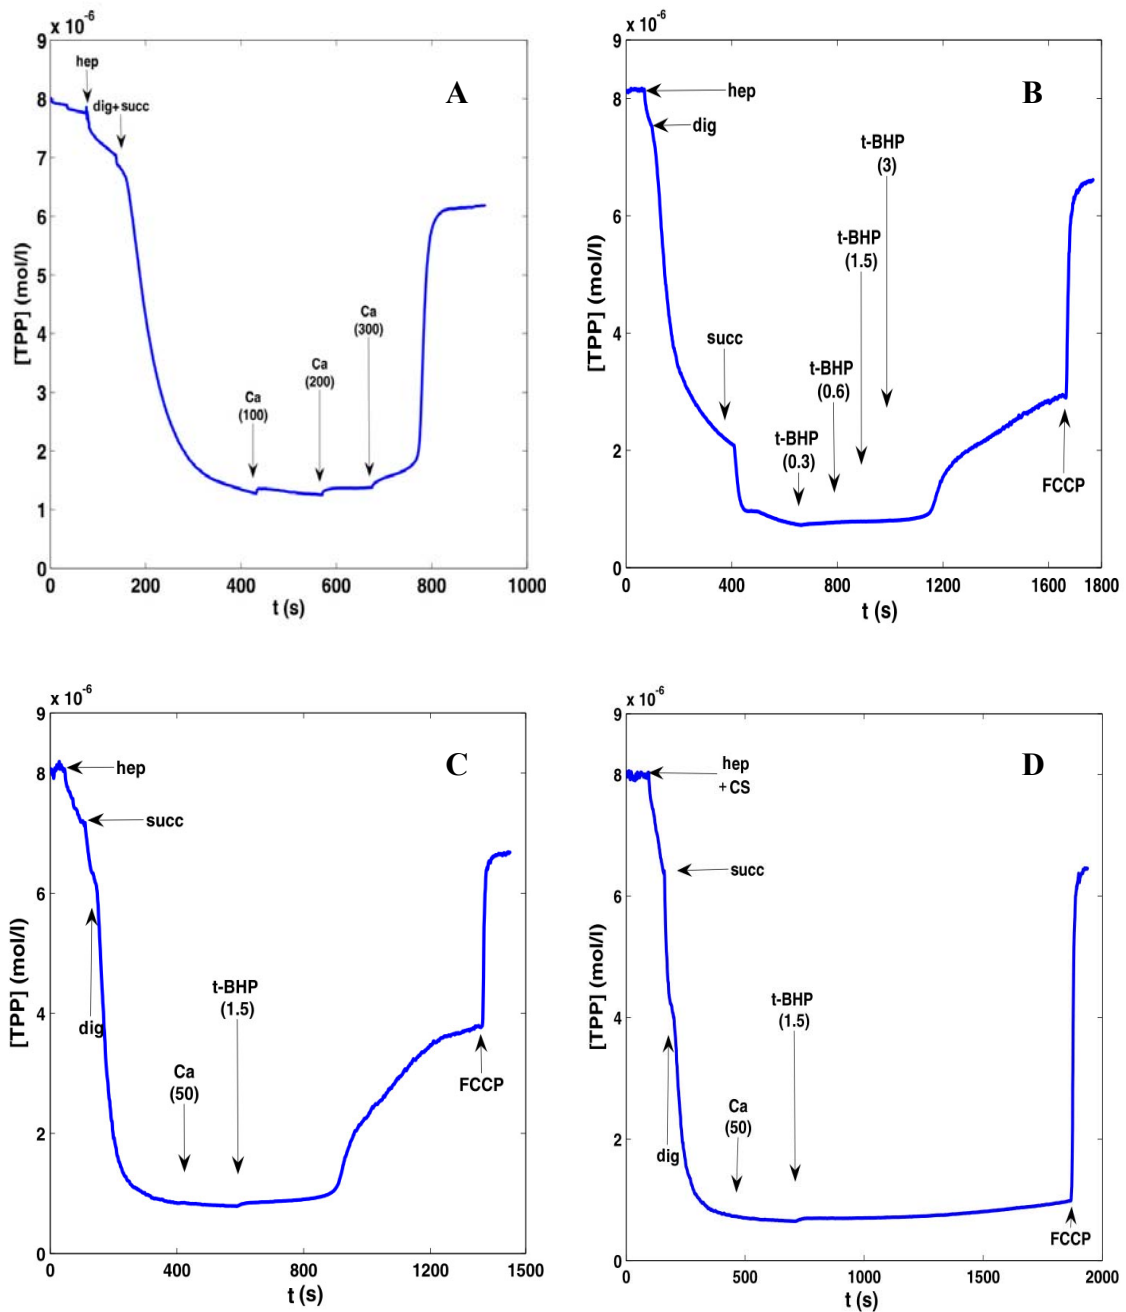 x 10⁻⁶
9
8
7
6
5
4
3
2
1
0
[TPP] (mol/l)
hep
dig+succ
A
Ca
(100)
Ca
(200)
Ca
(300)
0 200 400 600 800 1000
t (s)
x 10⁻⁶
9
8
6
4
2
0
[TPP] (mol/l)
hep
dig
B
succ
t-BHP
(0.3)
t-BHP
(0.6)
t-BHP
(1.5)
t-BHP
(3)
FCCP
0 400 800 1200 1600 1800
t (s)
x 10⁻⁶
9
8
6
4
2
0
[TPP] (mol/l)
hep
succ
C
dig
Ca
(50)
t-BHP
(1.5)
FCCP
0 400 800 1200 1500
t (s)
x 10⁻⁶
9
8
6
4
2
0
[TPP] (mol/l)
hep
+ CS
succ
D
dig
Ca
(50)
t-BHP
(1.5)
FCCP
0 500 1000 1500 2000
t (s)